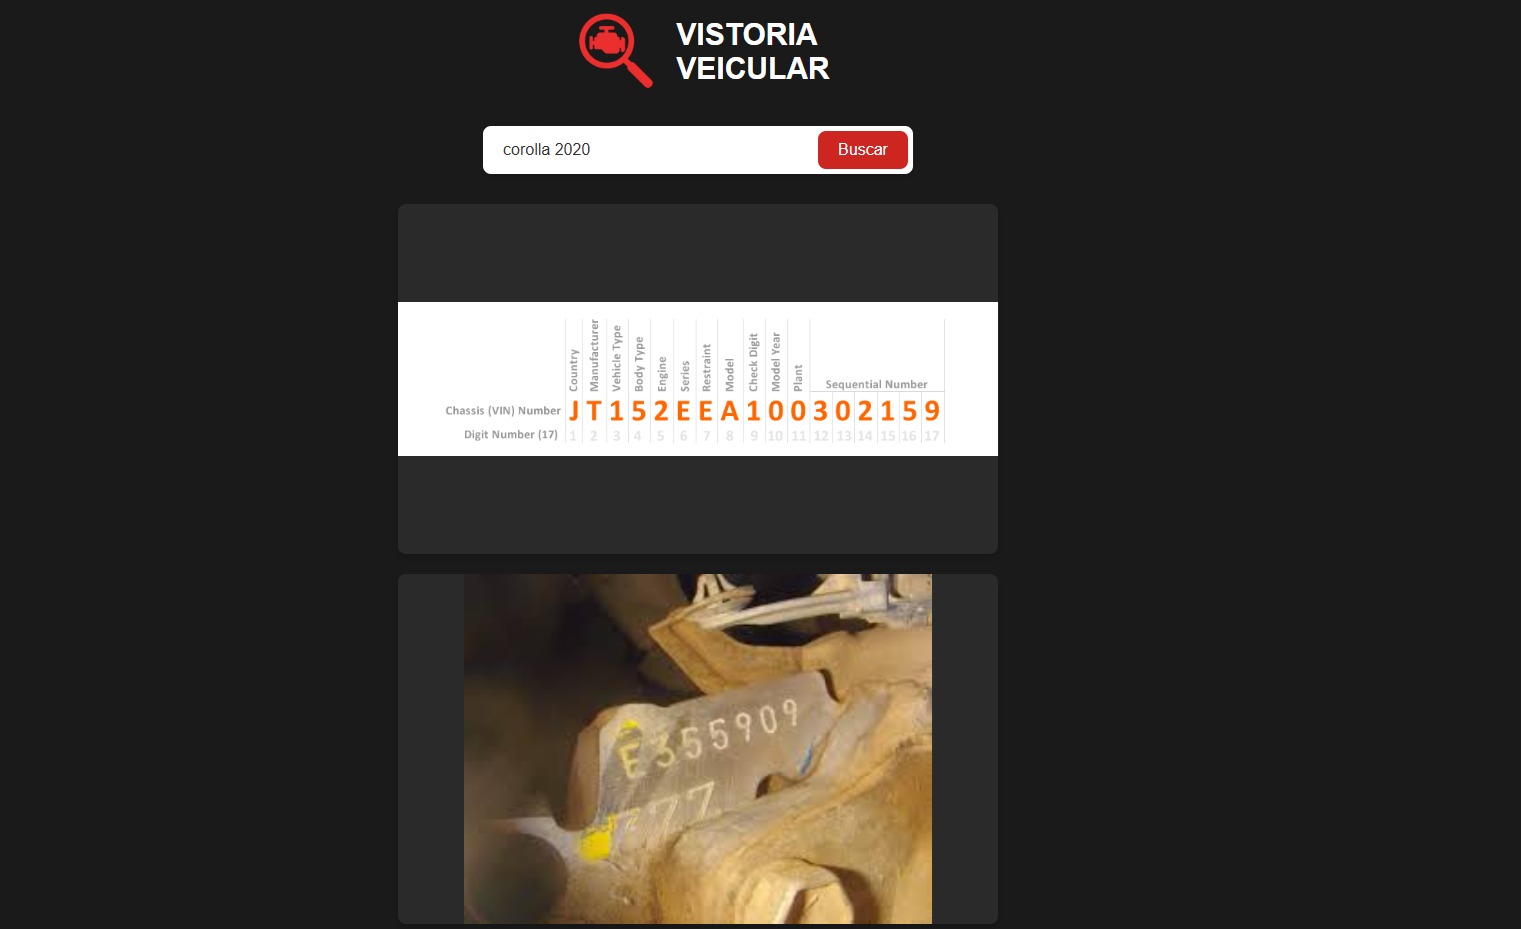 VISTORIA
VEICULAR
corolla 2020
Buscar
Country
Manufacturer
Vehicle Type
Body Type
Engine
Series
Restraint
Model
Check Digit
Model Year
Plant
Sequential Number
Chassis (VIN) Number J T 1 5 2 E E A 1 0 0 3 0 2 1 5 9
Digit Number (17) 1 2 3 4 5 6 7 8 9 10 11 12 13 14 15 16 17
E355909
77